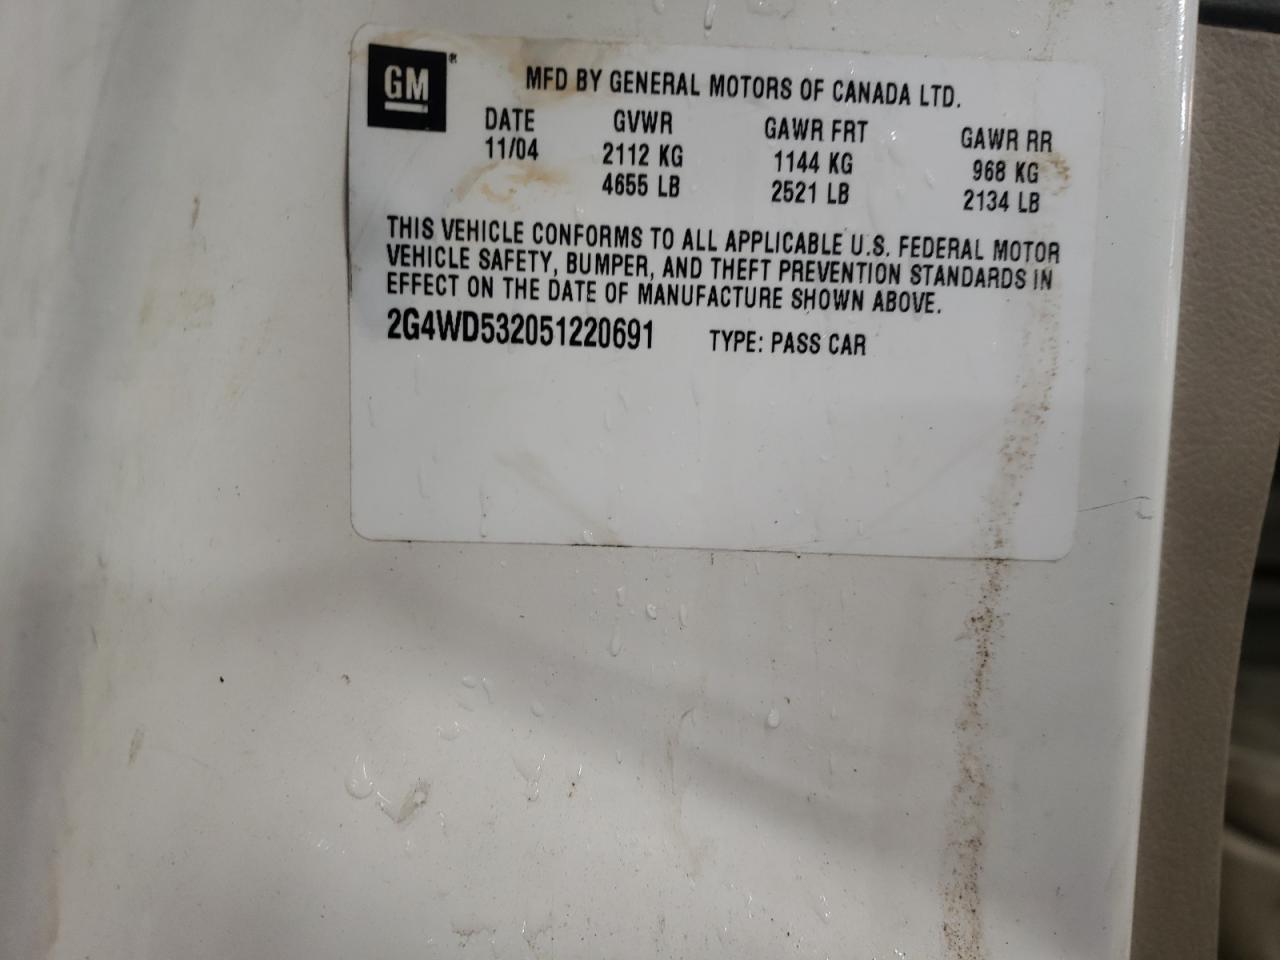 GM®
MFD BY GENERAL MOTORS OF CANADA LTD.
DATE GVWR GAWR FRT GAWR RR
11/04 2112 KG 1144 KG 968 KG
4655 LB 2521 LB 2134 LB
THIS VEHICLE CONFORMS TO ALL APPLICABLE U.S. FEDERAL MOTOR
VEHICLE SAFETY, BUMPER, AND THEFT PREVENTION STANDARDS IN
EFFECT ON THE DATE OF MANUFACTURE SHOWN ABOVE.
2G4WD532051220691 TYPE: PASS CAR